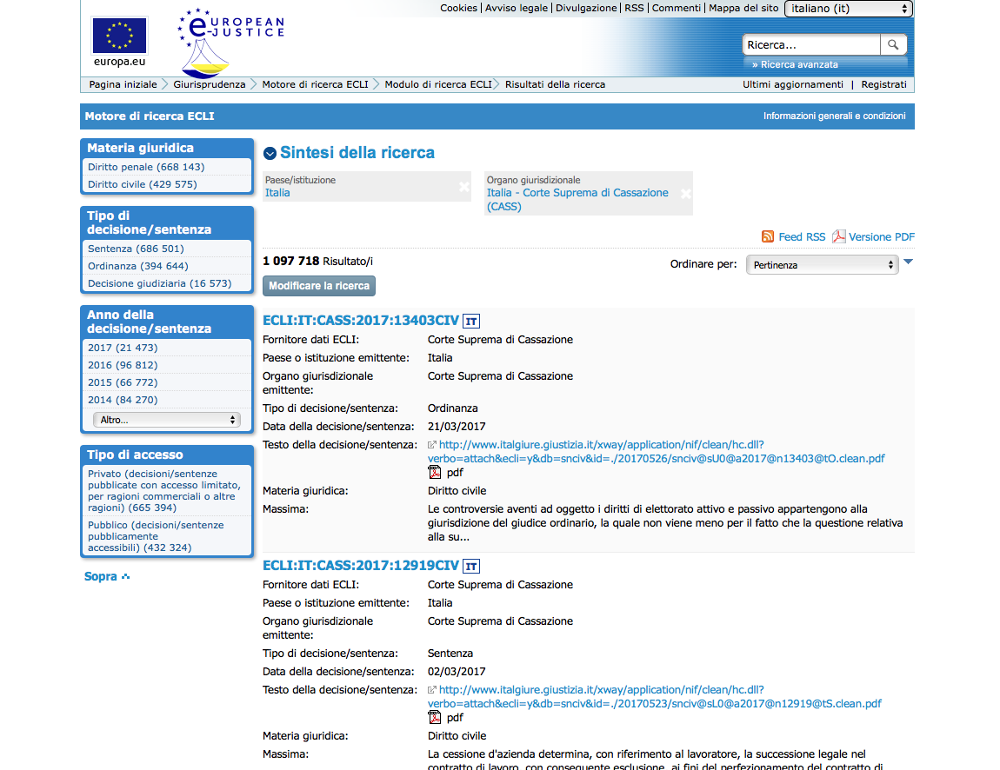 Cookies | Avviso legale | Divulgazione | RSS | Commenti | Mappa del sito italiano (it)
europa.eu
EUROPEAN
e-JUSTICE
Ricerca...
» Ricerca avanzata
Pagina iniziale Giurisprudenza Motore di ricerca ECLI Modulo di ricerca ECLI Risultati della ricerca Ultimi aggiornamenti | Registrati
Motore di ricerca ECLI Informazioni generali e condizioni
Materia giuridica
Diritto penale (668 143)
Diritto civile (429 575)
Tipo di
decisione/sentenza
Sentenza (686 501)
Ordinanza (394 644)
Decisione giudiziaria (16 573)
Anno della
decisione/sentenza
2017 (21 473)
2016 (96 812)
2015 (66 772)
2014 (84 270)
Altro...
Tipo di accesso
Privato (decisioni/sentenze
pubblicate con accesso limitato,
per ragioni commerciali o altre
ragioni) (665 394)
Pubblico (decisioni/sentenze
pubblicamente
accessibili) (432 324)
Sopra
Sintesi della ricerca
Paese/istituzione
Italia
Organo giurisdizionale
Italia - Corte Suprema di Cassazione
(CASS)
Feed RSS Versione PDF
1 097 718 Risultato/i
Ordinare per: Pertinenza
Modificare la ricerca
ECLI:IT:CASS:2017:13403CIV IT
Fornitore dati ECLI: Corte Suprema di Cassazione
Paese o istituzione emittente: Italia
Organo giurisdizionale Corte Suprema di Cassazione
emittente:
Tipo di decisione/sentenza: Ordinanza
Data della decisione/sentenza: 21/03/2017
Testo della decisione/sentenza: http://www.italgiure.giustizia.it/xway/application/nif/clean/hc.dll?
verbo=attach&ecli=y&db=snciv&id=./20170526/snciv@sU0@a2017@n13403@tO.clean.pdf
pdf
Materia giuridica: Diritto civile
Massima: Le controversie aventi ad oggetto i diritti di elettorato attivo e passivo appartengono alla
giurisdizione del giudice ordinario, la quale non viene meno per il fatto che la questione relativa
alla su...
ECLI:IT:CASS:2017:12919CIV IT
Fornitore dati ECLI: Corte Suprema di Cassazione
Paese o istituzione emittente: Italia
Organo giurisdizionale Corte Suprema di Cassazione
emittente:
Tipo di decisione/sentenza: Sentenza
Data della decisione/sentenza: 02/03/2017
Testo della decisione/sentenza: http://www.italgiure.giustizia.it/xway/application/nif/clean/hc.dll?
verbo=attach&ecli=y&db=snciv&id=./20170523/snciv@sL0@a2017@n12919@tS.clean.pdf
pdf
Materia giuridica: Diritto civile
Massima: La cessione d'azienda determina, con riferimento al lavoratore, la successione legale nel
contratto di lavoro, con conseguente esclusione, ai fini del perfezionamento del contratto di